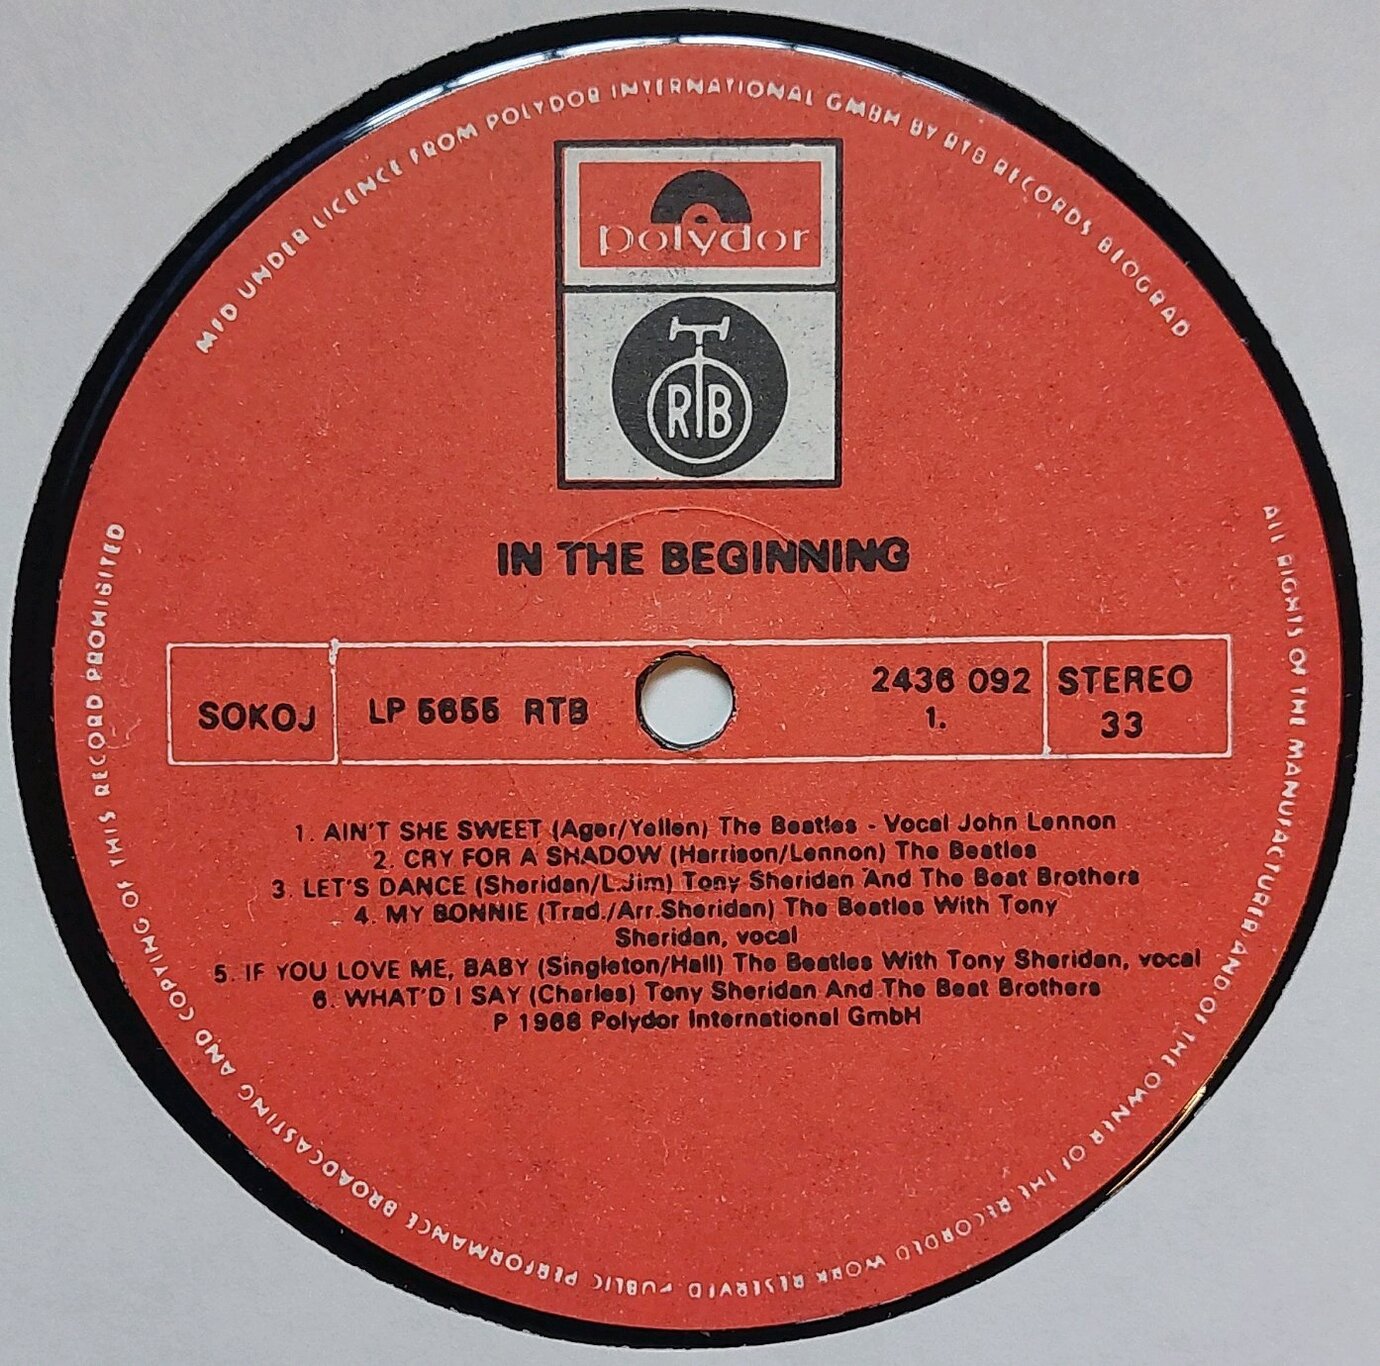 MFD UNDER LICENCE FROM POLYDOR INTERNATIONAL GMBH BY RTB RECORDS BEOGRAD
polydor
RTB
IN THE BEGINNING
SOKOJ
LP 5655 RTB
2436 092
1.
STEREO
33
1. AIN'T SHE SWEET (Ager/Yellen) The Beatles - Vocal John Lennon
2. CRY FOR A SHADOW (Harrison/Lennon) The Beatles
3. LET'S DANCE (Sheridan/L.Jim) Tony Sheridan And The Beat Brothers
4. MY BONNIE (Trad./Arr.Sheridan) The Beatles With Tony
Sheridan, vocal
5. IF YOU LOVE ME, BABY (Singleton/Hall) The Beatles With Tony Sheridan, vocal
6. WHAT'D I SAY (Charles) Tony Sheridan And The Beat Brothers
P 1968 Polydor International GmbH
ALL RIGHTS OF THE MANUFACTURER AND OF THE OWNER OF THE RECORDED WORK RESERVED PUBLIC PERFORMANCE BROADCASTING AND COPYING OF THIS RECORD PROHIBITED